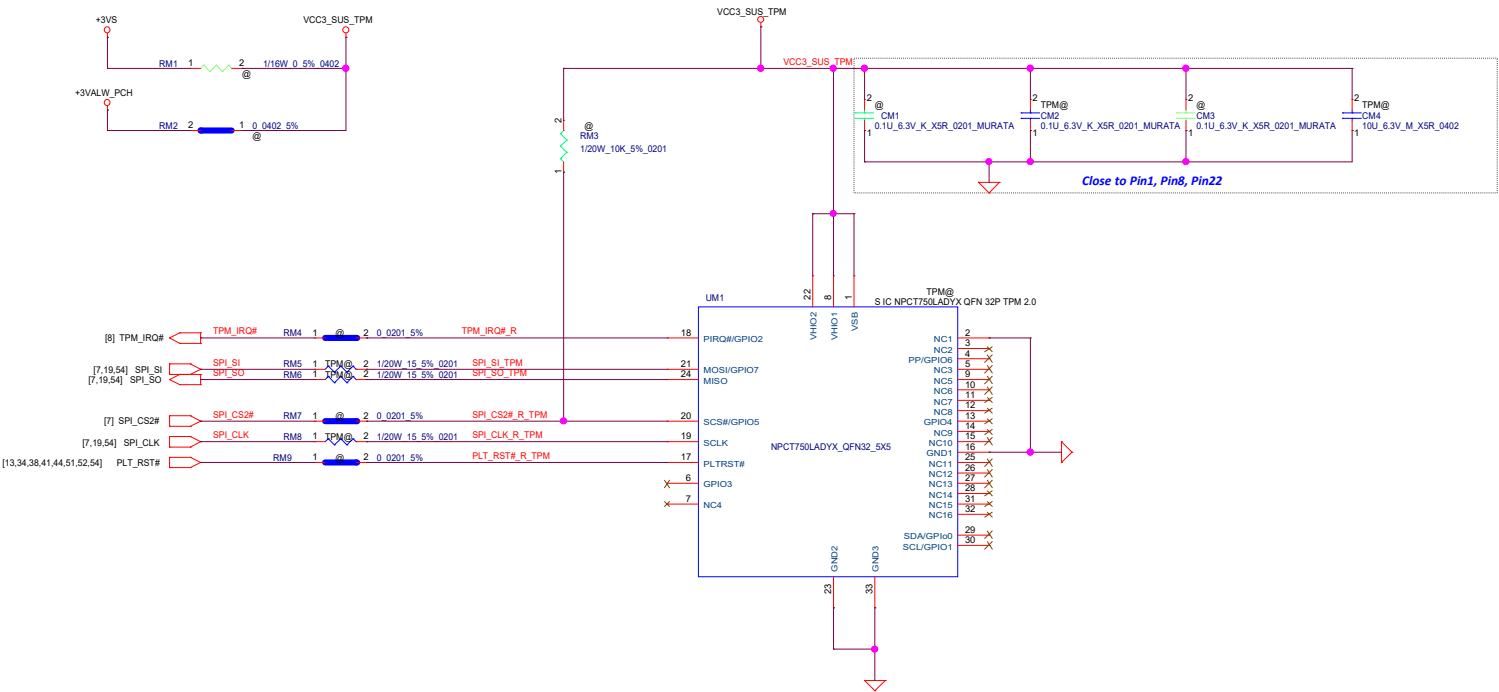 +3VS
VCC3_SUS_TPM
RM1 1 2 1/16W_0_5%_0402
@
+3VALW_PCH
RM2 2 1 0_0402_5%
@
VCC3_SUS_TPM
VCC3_SUS_TPM
2
@
RM3
1/20W_10K_5%_0201
1
2
@
CM1
0.1U_6.3V_K_X5R_0201_MURATA
1
2
TPM@
CM2
0.1U_6.3V_K_X5R_0201_MURATA
1
2
@
CM3
0.1U_6.3V_K_X5R_0201_MURATA
1
2
TPM@
CM4
10U_6.3V_M_X5R_0402
1
Close to Pin1, Pin8, Pin22
UM1
TPM@
S IC NPCT750LADYX QFN 32P TPM 2.0
22 8 1
VHIO2 VHIO1 VSB
[8] TPM_IRQ# TPM_IRQ# RM4 1 @ 2 0_0201_5% TPM_IRQ#_R 18 PIRQ#/GPIO2
[7,19,54] SPI_SI SPI_SI RM5 1 TPM@ 2 1/20W_15_5%_0201 SPI_SI_TPM 21 MOSI/GPIO7
[7,19,54] SPI_SO SPI_SO RM6 1 TPM@ 2 1/20W_15_5%_0201 SPI_SO_TPM 24 MISO
[7] SPI_CS2# SPI_CS2# RM7 1 @ 2 0_0201_5% SPI_CS2#_R_TPM 20 SCS#/GPIO5
[7,19,54] SPI_CLK SPI_CLK RM8 1 TPM@ 2 1/20W_15_5%_0201 SPI_CLK_R_TPM 19 SCLK
[13,34,38,41,44,51,52,54] PLT_RST# RM9 1 @ 2 0_0201_5% PLT_RST#_R_TPM 17 PLTRST#
6 GPIO3
7 NC4
NPCT750LADYX_QFN32_5X5
NC1 2
NC2 3
PP/GPIO6 4
NC3 5
NC5 9
NC6 10
NC7 11
NC8 12
GPIO4 13
NC9 14
NC10 15
GND1 16
NC11 25
NC12 26
NC13 27
NC14 28
NC15 31
NC16 32
SDA/GPIo0 29
SCL/GPIO1 30
GND2 GND3
23 33